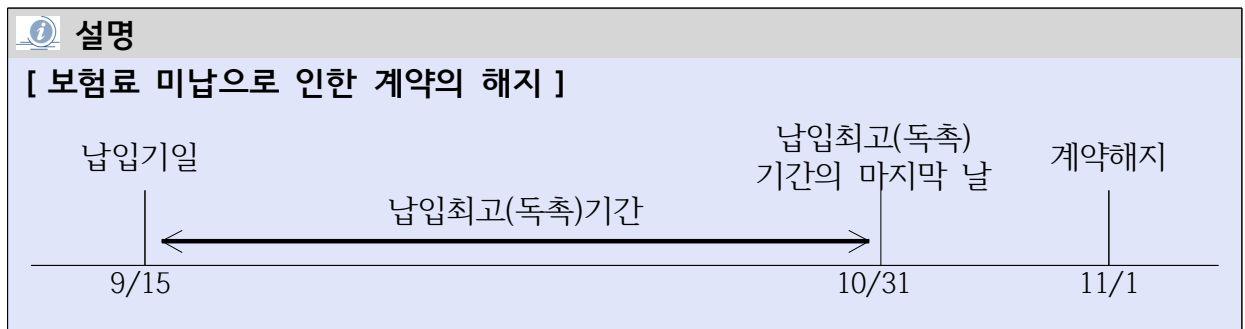 설명
[ 보험료 미납으로 인한 계약의 해지 ]
납입기일
납입최고(독촉)
기간의 마지막 날
계약해지
납입최고(독촉)기간
9/15
10/31
11/1